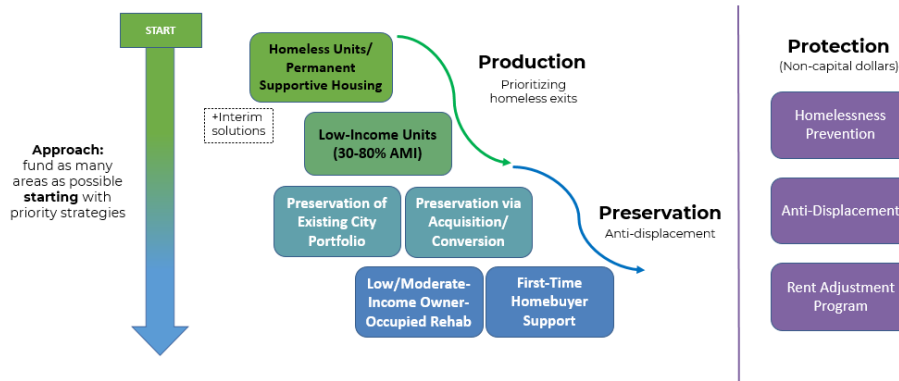 START
Approach:
fund as many
areas as possible
starting with
priority strategies
Homeless Units/
Permanent
Supportive Housing
+Interim
solutions
Low-Income Units
(30-80% AMI)
Preservation of
Existing City
Portfolio
Preservation via
Acquisition/
Conversion
Low/Moderate-
Income Owner-
Occupied Rehab
First-Time
Homebuyer
Support
Production
Prioritizing
homeless exits
Preservation
Anti-displacement
Protection
(Non-capital dollars)
Homelessness
Prevention
Anti-Displacement
Rent Adjustment
Program